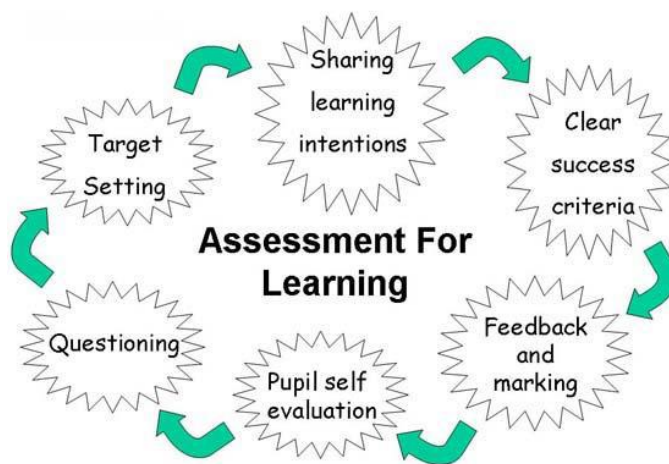 Sharing
learning
intentions
Clear
success
criteria
Feedback
and
marking
Pupil self
evaluation
Questioning
Target
Setting
Assessment For
Learning